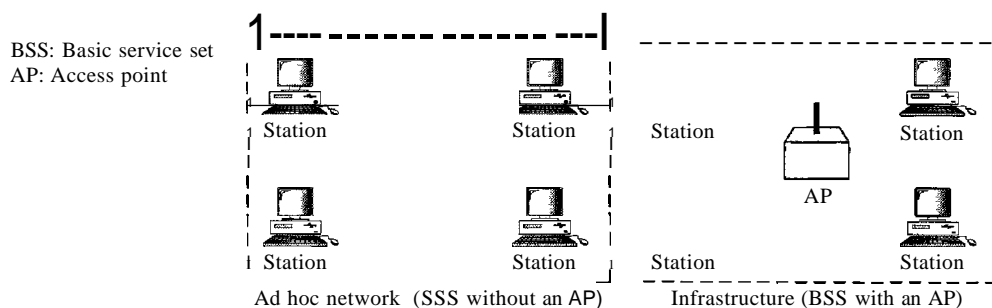 BSS: Basic service set
AP: Access point
Station Station Station Station
AP
Station Station Station Station
Ad hoc network (SSS without an AP) Infrastructure (BSS with an AP)